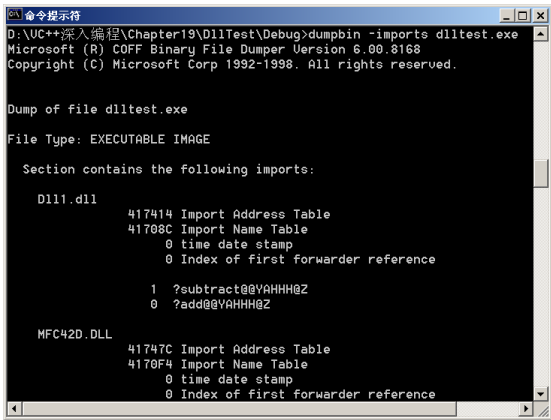 命令提示符
D:\VC++深入编程\Chapter19\DllTest\Debug>dumpbin -imports dlltest.exe
Microsoft (R) COFF Binary File Dumper Version 6.00.8168
Copyright (C) Microsoft Corp 1992-1998. All rights reserved.
Dump of file dlltest.exe
File Type: EXECUTABLE IMAGE
Section contains the following imports:
Dll1.dll
417414 Import Address Table
41708C Import Name Table
0 time date stamp
0 Index of first forwarder reference
1 ?subtract@@YAHHH@Z
0 ?add@@YAHHH@Z
MFC42D.DLL
41747C Import Address Table
4170F4 Import Name Table
0 time date stamp
0 Index of first forwarder reference